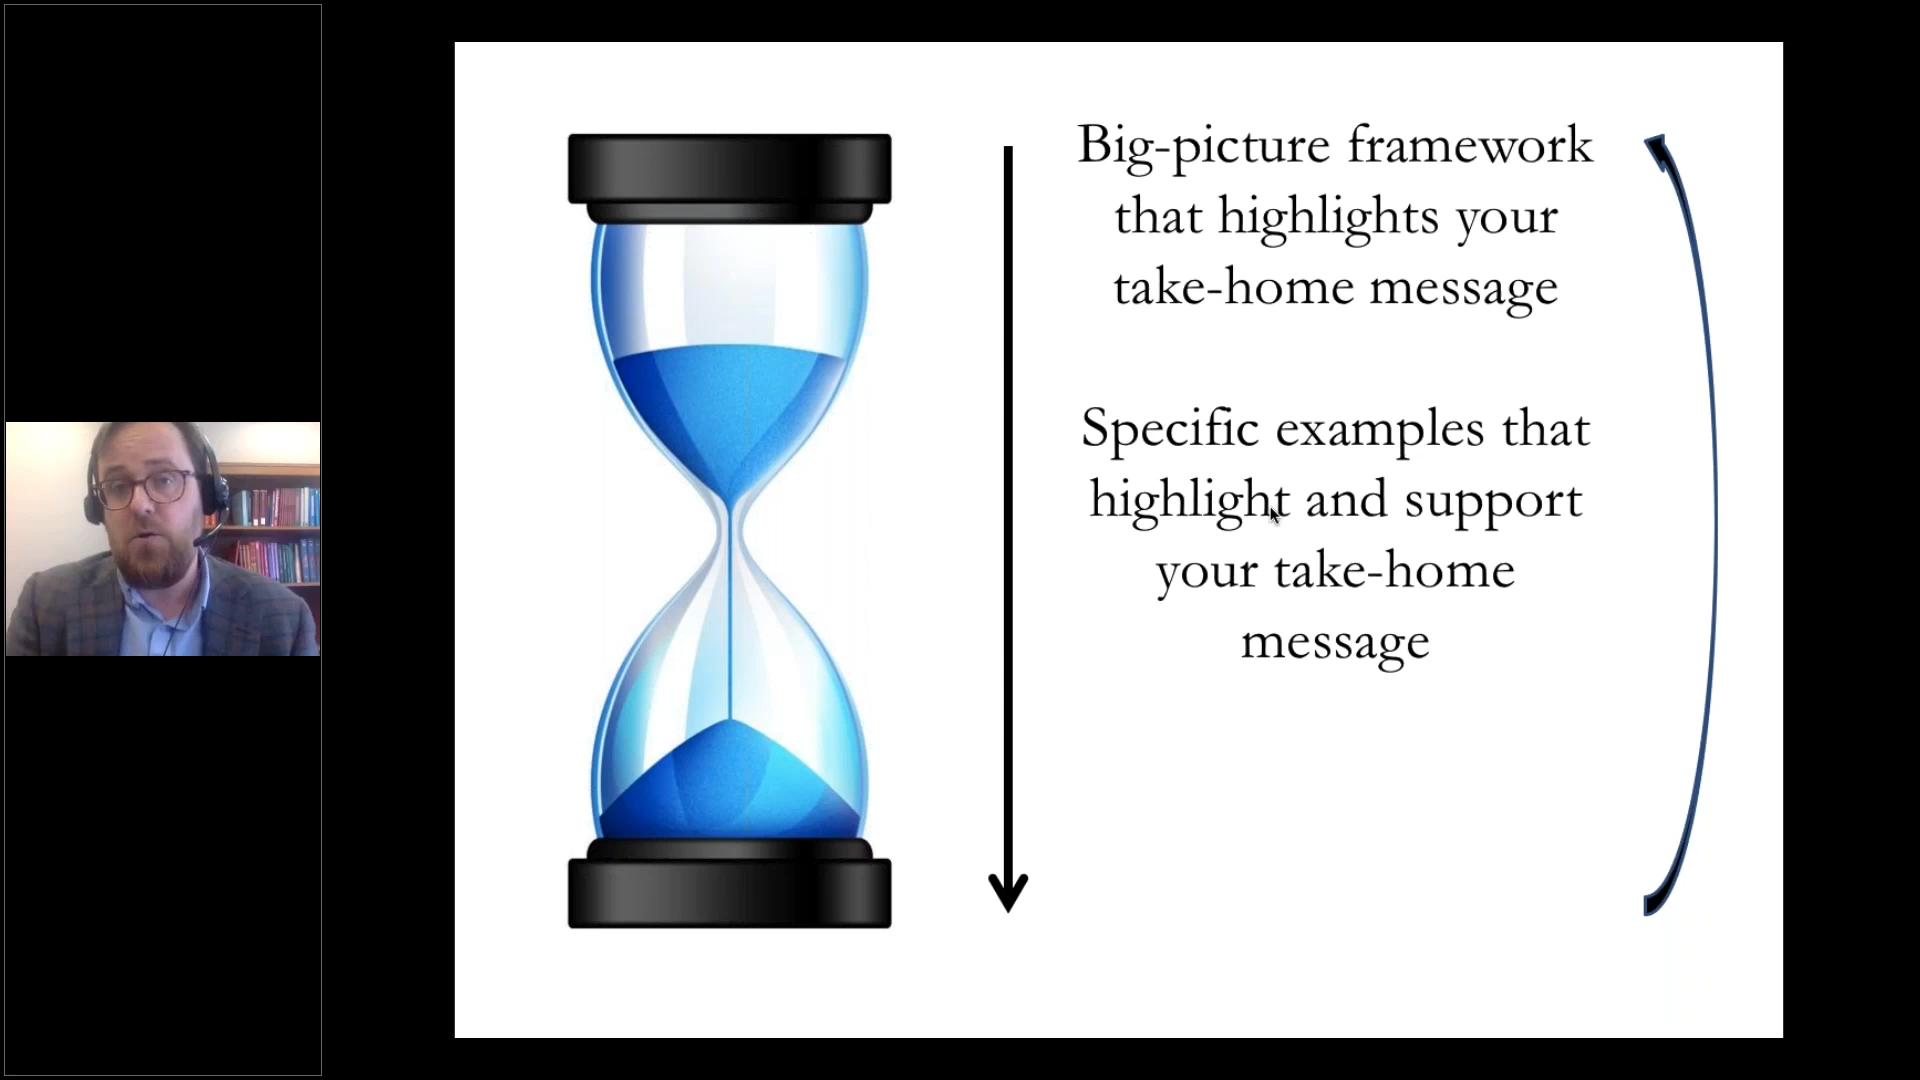 Big-picture framework
that highlights your
take-home message
Specific examples that
highlight and support
your take-home
message